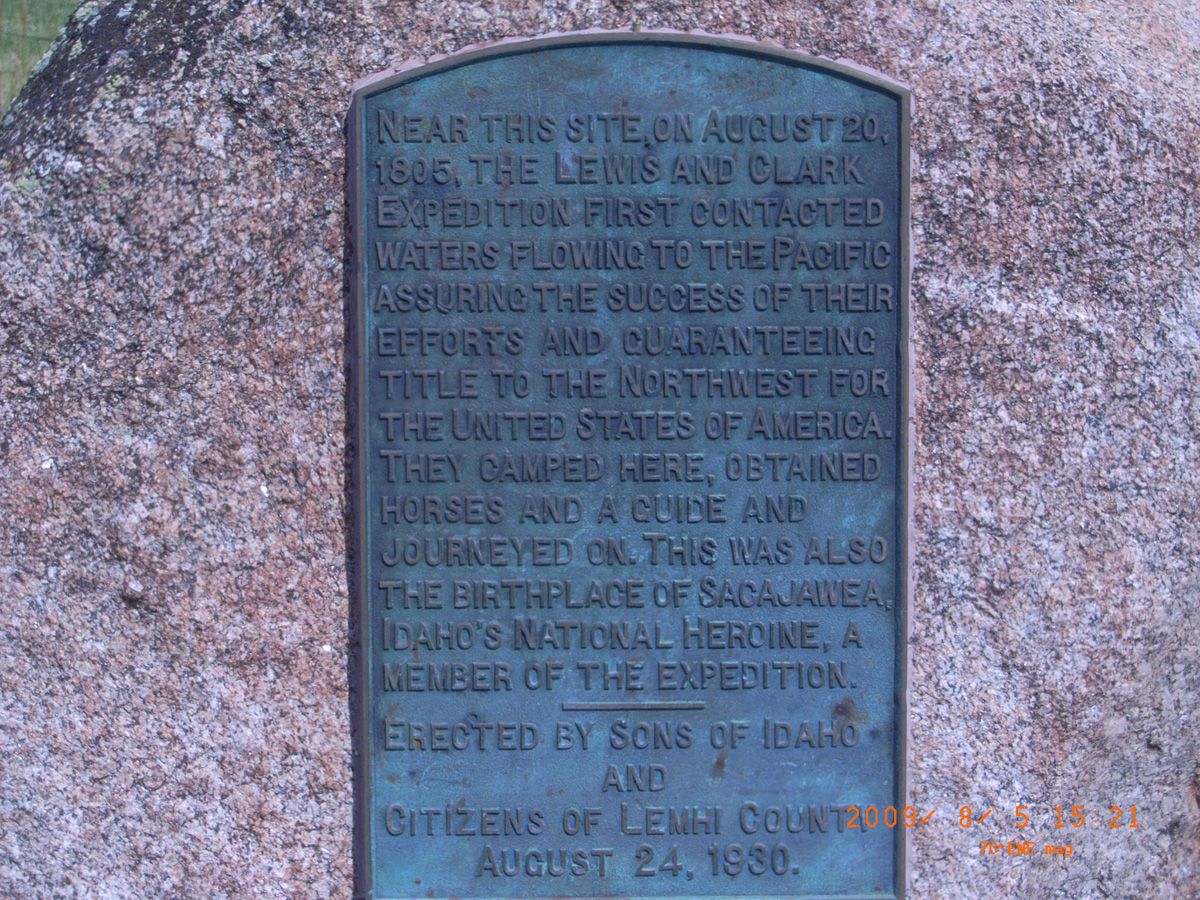 NEAR THIS SITE, ON AUGUST 20,
1805, THE LEWIS AND CLARK
EXPEDITION FIRST CONTACTED
WATERS FLOWING TO THE PACIFIC
ASSURING THE SUCCESS OF THEIR
EFFORTS AND GUARANTEEING
TITLE TO THE NORTHWEST FOR
THE UNITED STATES OF AMERICA.
THEY CAMPED HERE, OBTAINED
HORSES AND A GUIDE AND
JOURNEYED ON. THIS WAS ALSO
THE BIRTHPLACE OF SACAJAWEA,
IDAHO'S NATIONAL HEROINE, A
MEMBER OF THE EXPEDITION.
ERECTED BY SONS OF IDAHO
AND
CITIZENS OF LEMHI COUNTY
AUGUST 24, 1930.
2009/ 8/ 5 15:21
70°ENE mag